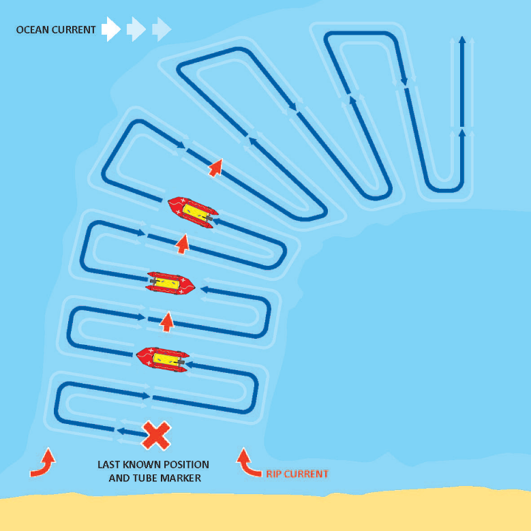 OCEAN CURRENT
LAST KNOWN POSITION
AND TUBE MARKER
RIP CURRENT